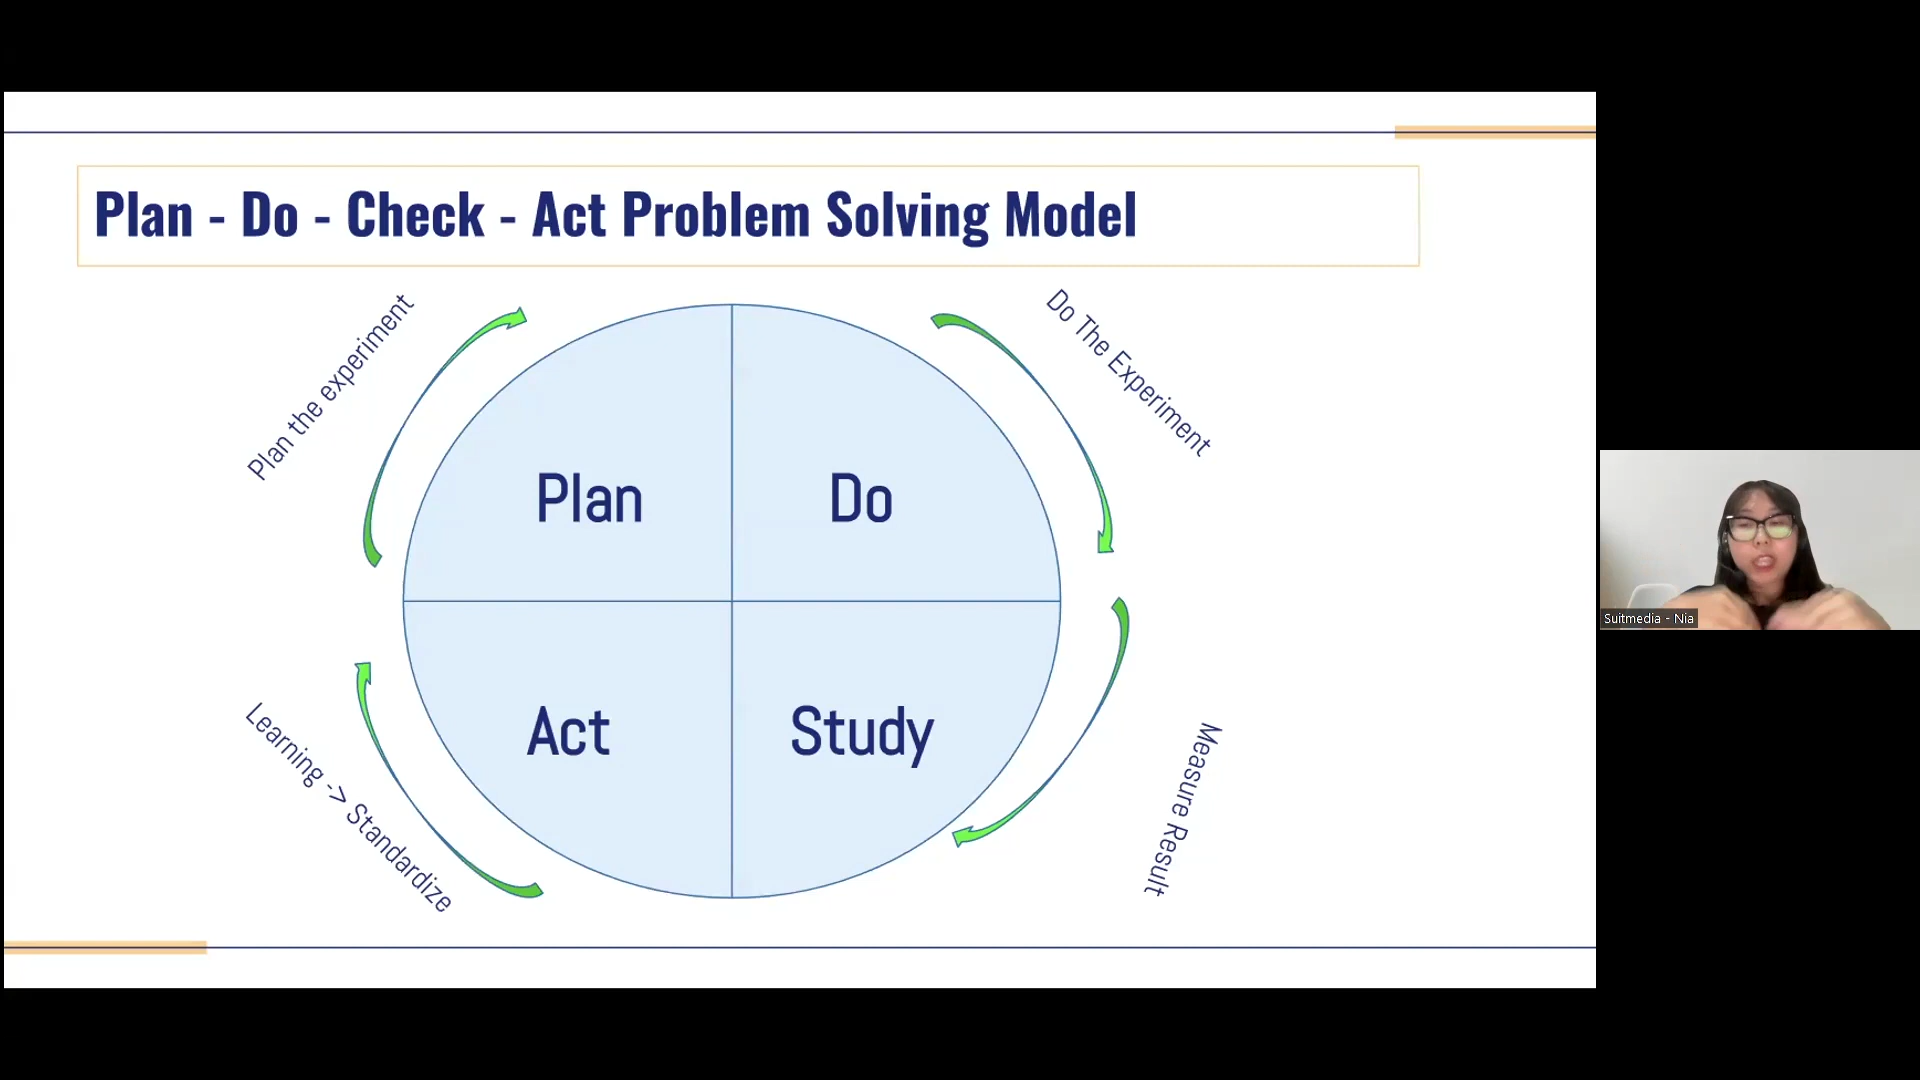 Plan - Do - Check - Act Problem Solving Model
Plan the experiment
Do The Experiment
Plan
Do
Act
Study
Learning -> Standardize
Measure Result
Suitmedia - Nia